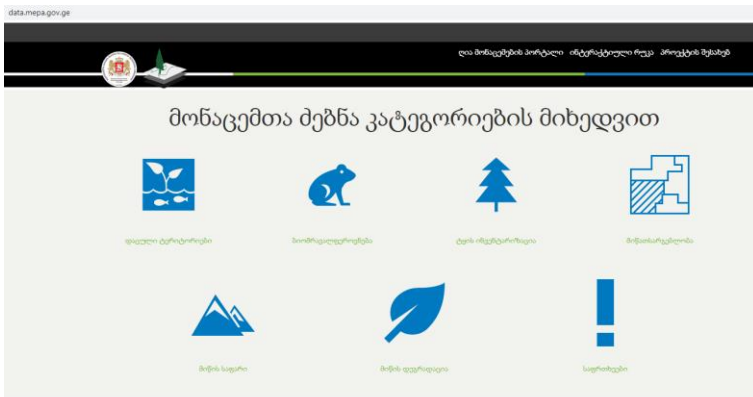 data.mepa.gov.ge
ღია მონაცემების პორტალი ინტერაქტიული რუკა პროექტის შესახებ
მონაცემთა ძებნა კატეგორიების მიხედვით
დაცული ტერიტორიები ბიომრავალფეროვნება ტყის ინვენტარიზაცია მიწათსარგებლობა
მიწის საფარი მიწის დეგრადაცია საფრთხეები